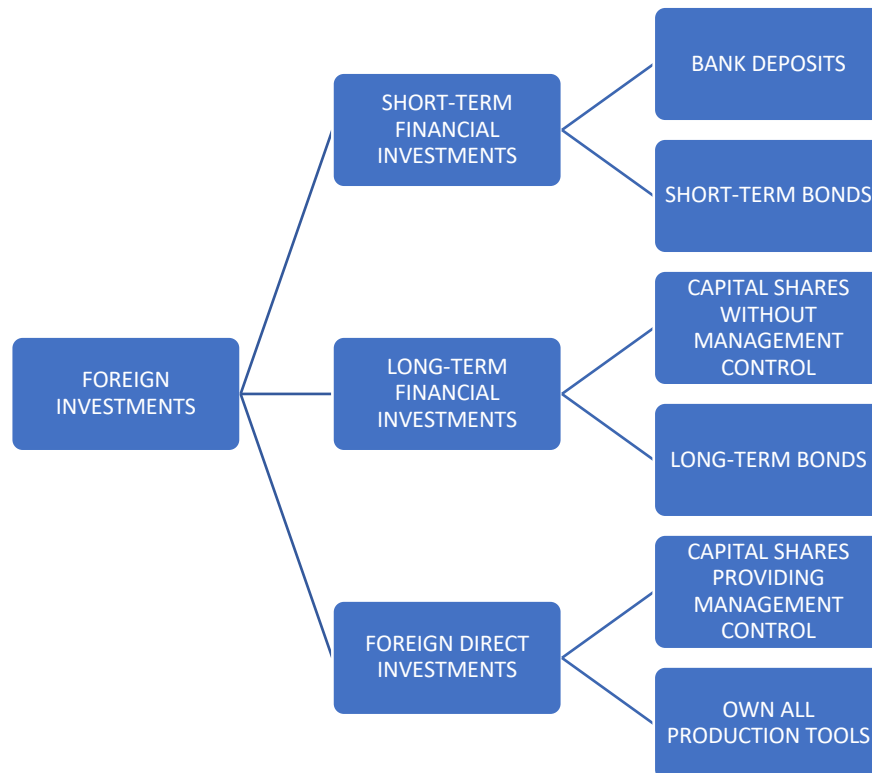 FOREIGN
INVESTMENTS
SHORT-TERM
FINANCIAL
INVESTMENTS
BANK DEPOSITS
SHORT-TERM BONDS
LONG-TERM
FINANCIAL
INVESTMENTS
CAPITAL SHARES
WITHOUT
MANAGEMENT
CONTROL
LONG-TERM BONDS
FOREIGN DIRECT
INVESTMENTS
CAPITAL SHARES
PROVIDING
MANAGEMENT
CONTROL
OWN ALL
PRODUCTION TOOLS